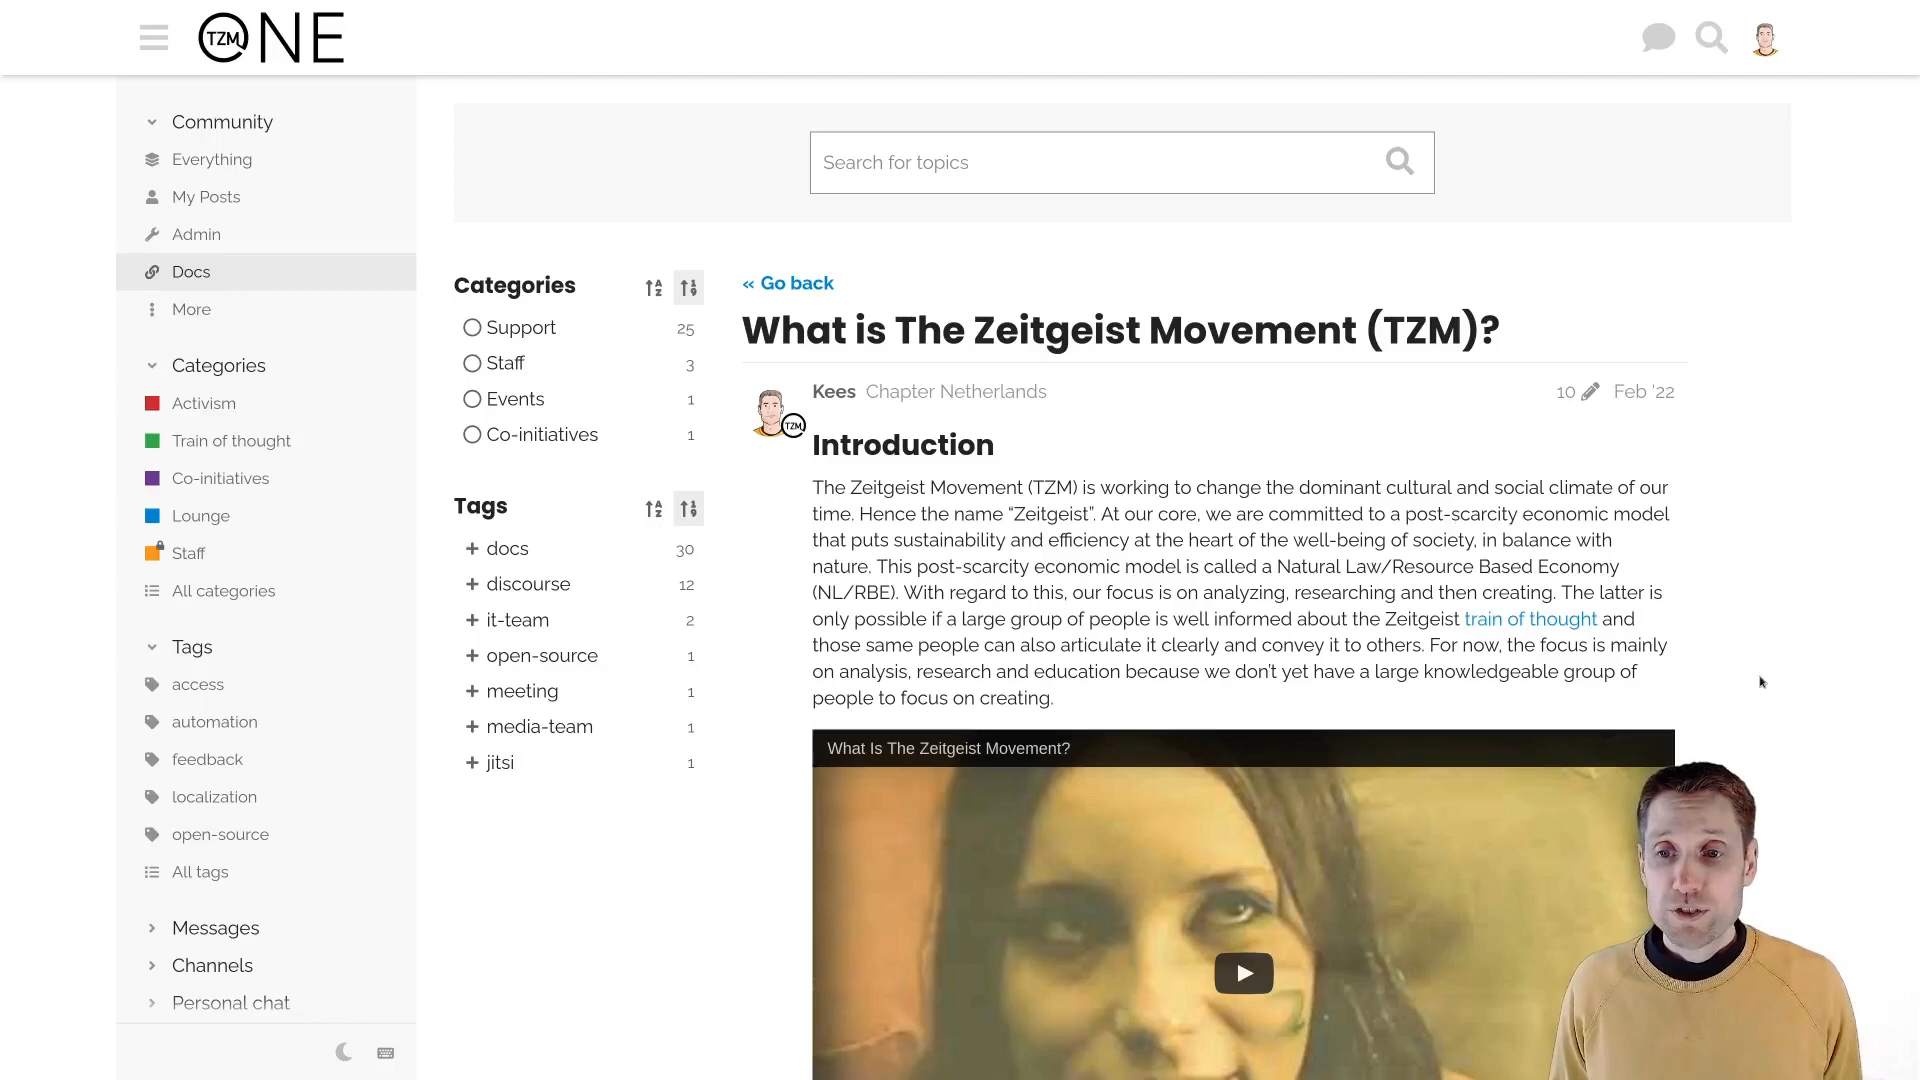 TZM ONE
Community
Everything
My Posts
Admin
Docs
More
Categories
Activism
Train of thought
Co-initiatives
Lounge
Staff
All categories
Tags
access
automation
feedback
localization
open-source
All tags
Messages
Channels
Personal chat
Search for topics
Categories
Support 25
Staff 3
Events 1
Co-initiatives 1
Tags
docs 30
discourse 12
it-team 2
open-source 1
meeting 1
media-team 1
jitsi 1
« Go back
What is The Zeitgeist Movement (TZM)?
Kees Chapter Netherlands 10 Feb '22
TZM
Introduction
The Zeitgeist Movement (TZM) is working to change the dominant cultural and social climate of our
time. Hence the name “Zeitgeist”. At our core, we are committed to a post-scarcity economic model
that puts sustainability and efficiency at the heart of the well-being of society, in balance with
nature. This post-scarcity economic model is called a Natural Law/Resource Based Economy
(NL/RBE). With regard to this, our focus is on analyzing, researching and then creating. The latter is
only possible if a large group of people is well informed about the Zeitgeist train of thought and
those same people can also articulate it clearly and convey it to others. For now, the focus is mainly
on analysis, research and education because we don’t yet have a large knowledgeable group of
people to focus on creating.
What Is The Zeitgeist Movement?